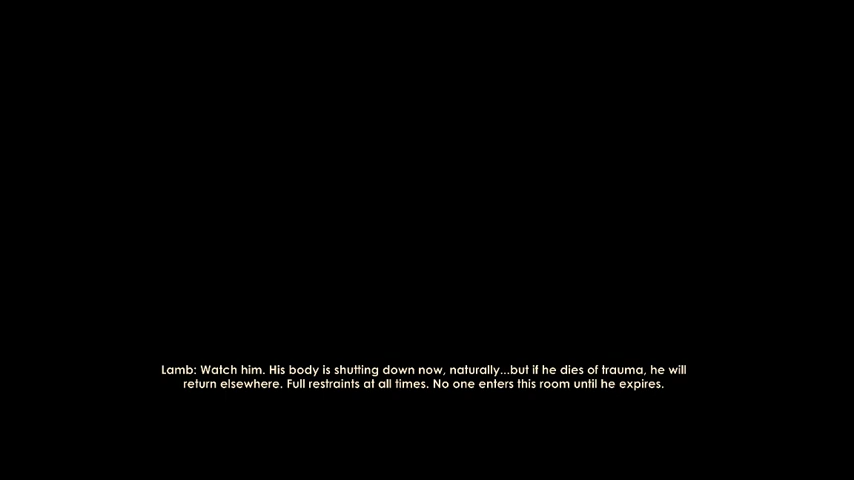 Lamb: Watch him. His body is shutting down now, naturally...but if he dies of trauma, he will
return elsewhere. Full restraints at all times. No one enters this room until he expires.